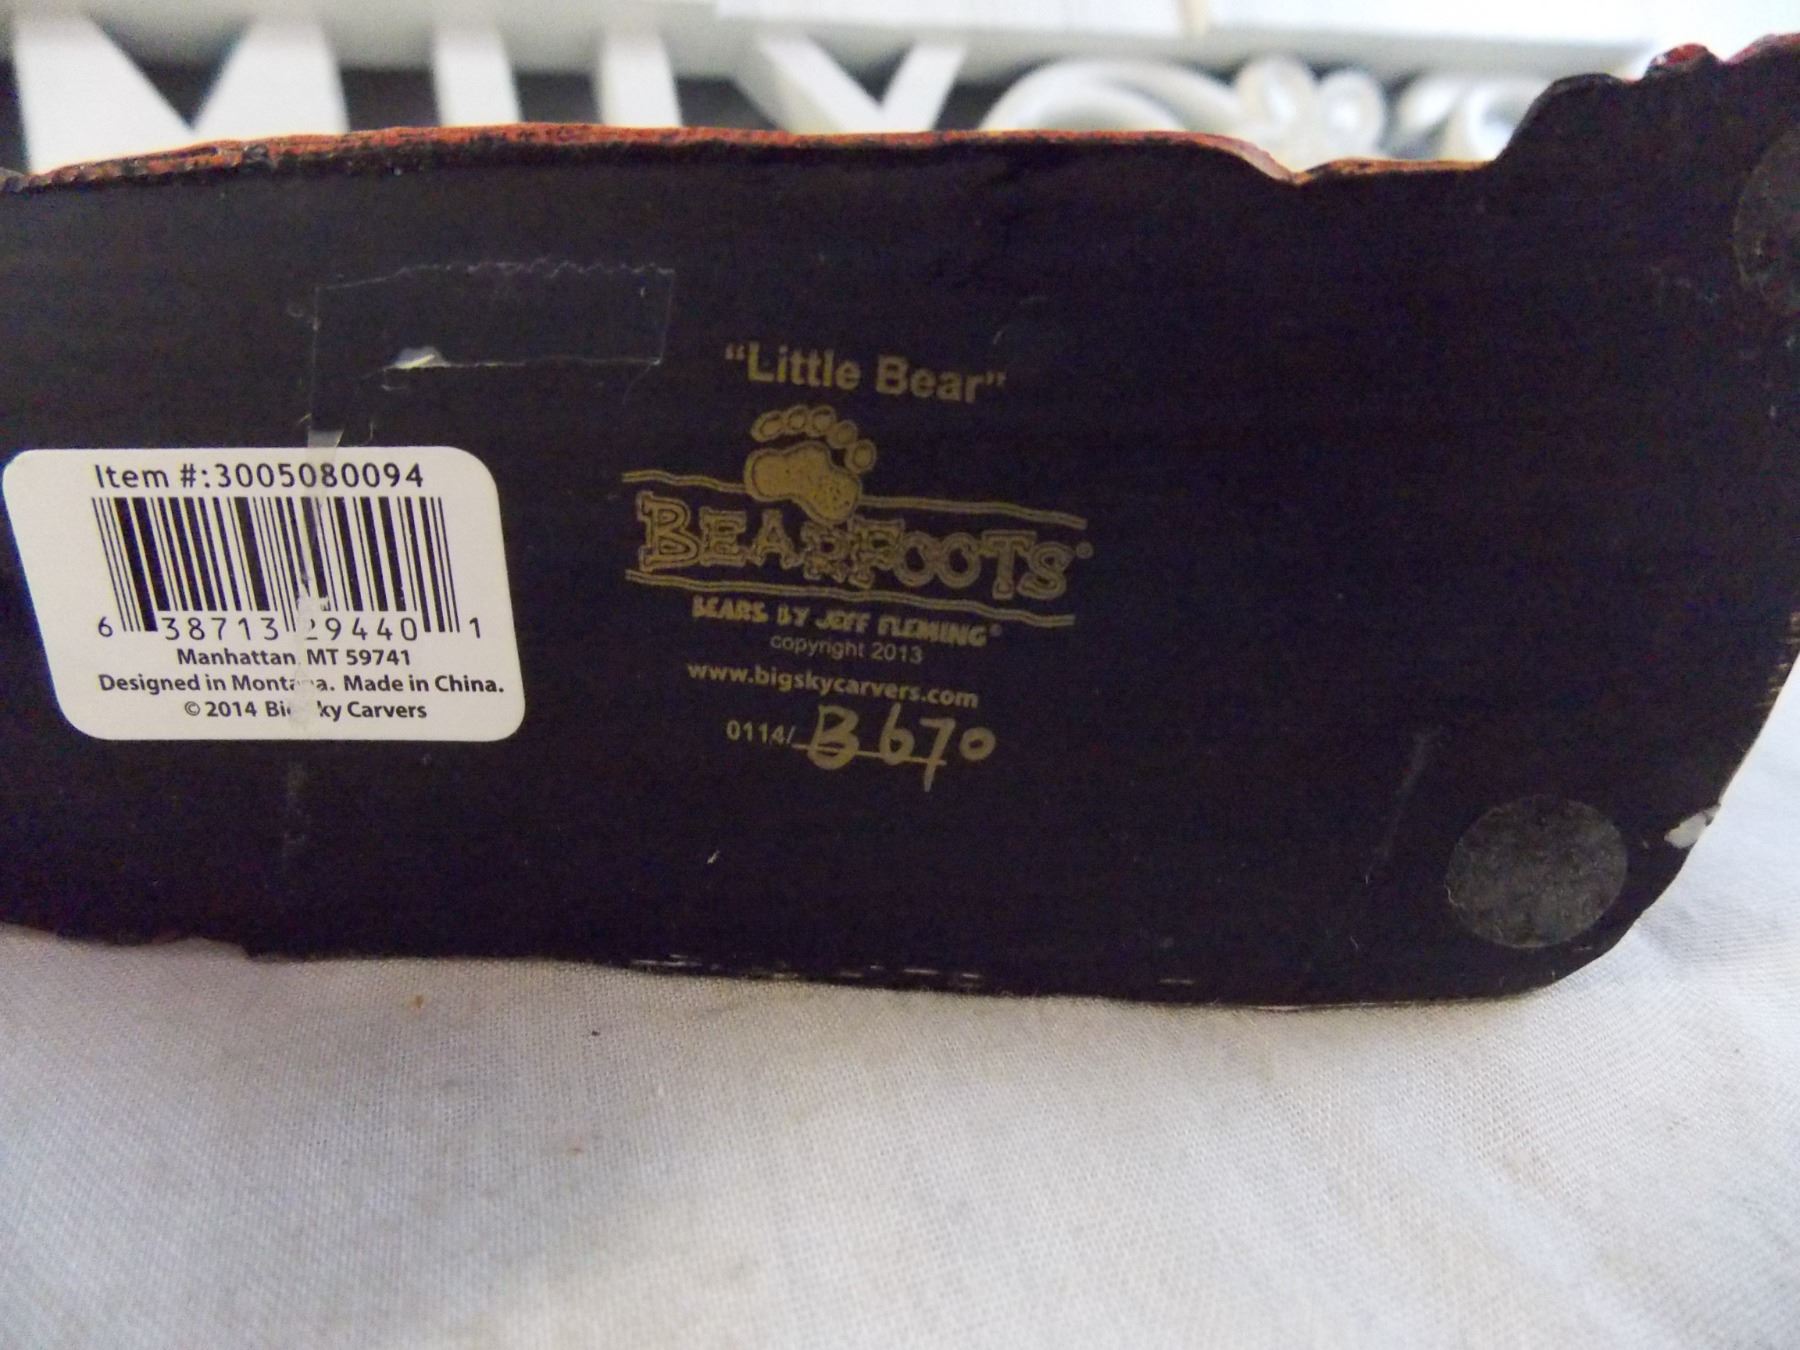 Item #:3005080094
6 38713 29440 1
Manhattan, MT 59741
Designed in Montana. Made in China.
© 2014 Big Sky Carvers
“Little Bear”
BEARFOOTS®
BEARS BY JEFF FLEMING®
copyright 2013
www.bigskycarvers.com
0114/ B670